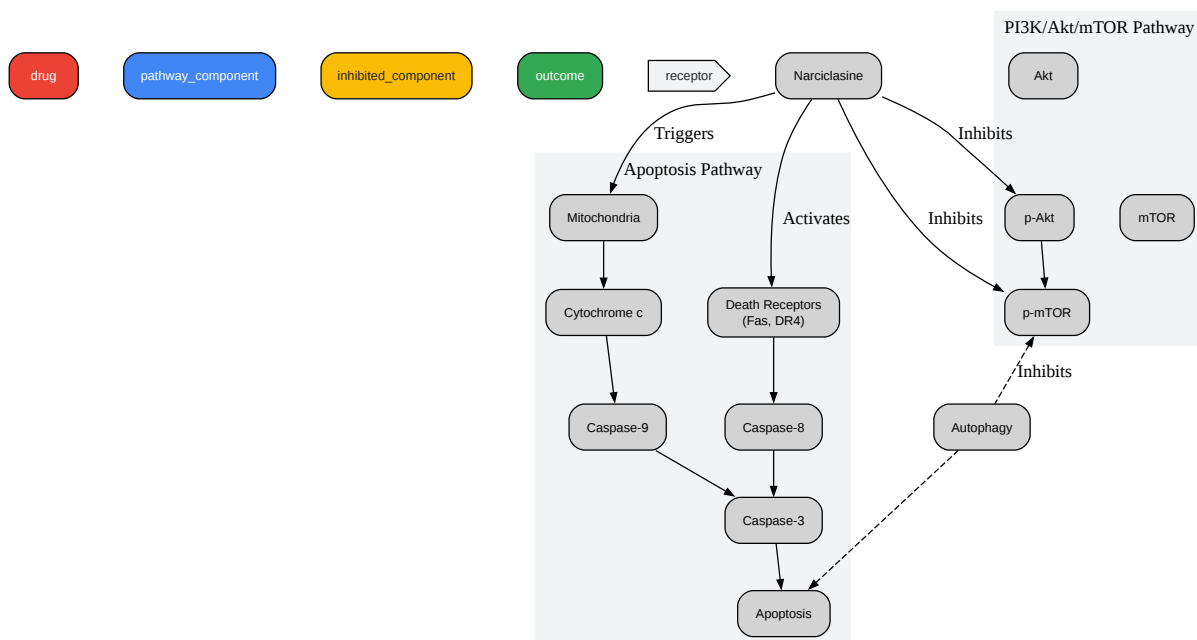 PI3K/Akt/mTOR Pathway
drug
pathway_component
inhibited_component
outcome
receptor
Narciclasine
Akt
Triggers
Inhibits
Apoptosis Pathway
Mitochondria
Activates
Inhibits
p-Akt
mTOR
Cytochrome c
Death Receptors
(Fas, DR4)
p-mTOR
Inhibits
Caspase-9
Caspase-8
Autophagy
Caspase-3
Apoptosis